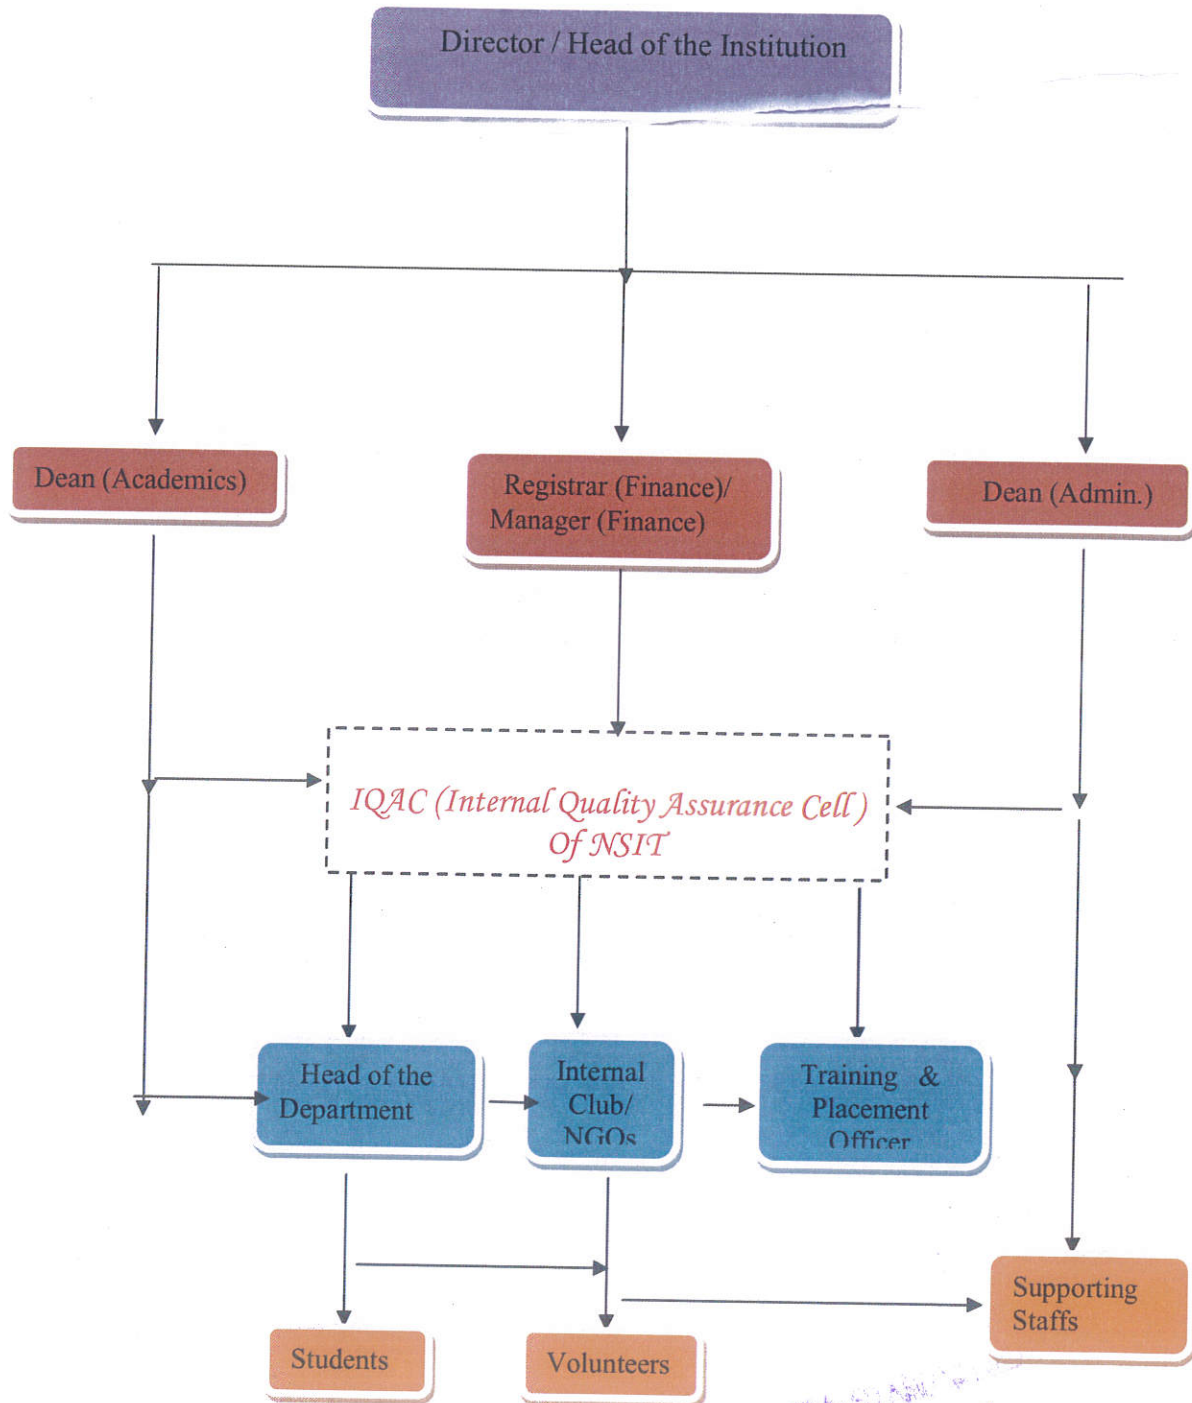 Director / Head of the Institution
Dean (Academics)
Registrar (Finance)/
Manager (Finance)
Dean (Admin.)
IQAC (Internal Quality Assurance Cell )
Of NSIT
Head of the
Department
Internal
Club/
NGOs
Training &
Placement
Officer
Supporting
Staffs
Students
Volunteers